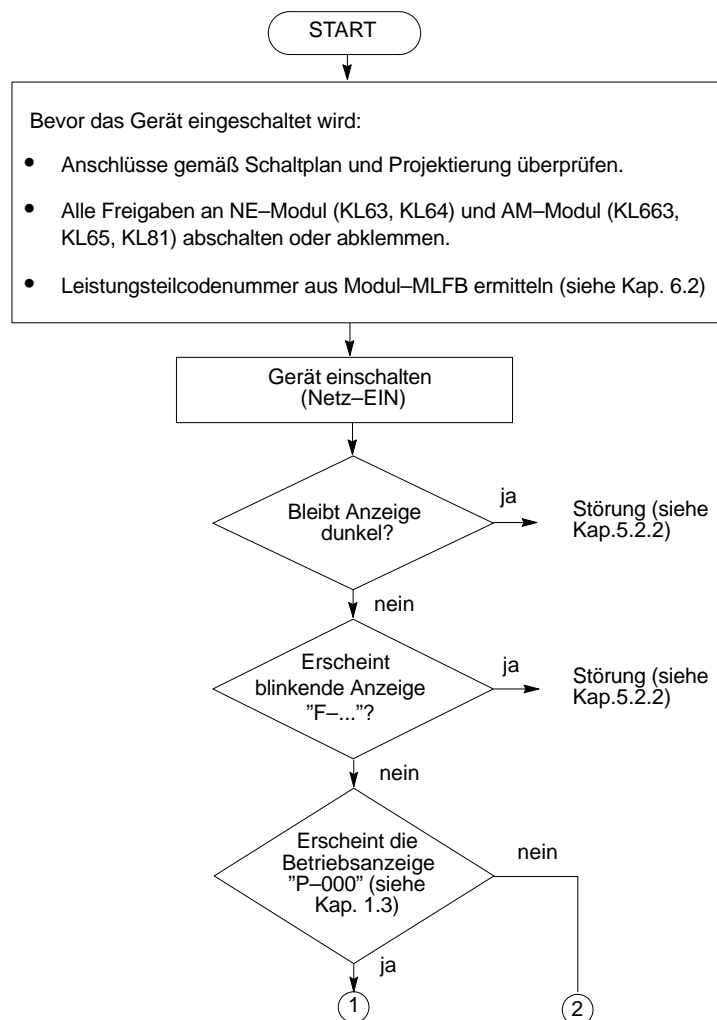 START
Bevor das Gerät eingeschaltet wird:
• Anschlüsse gemäß Schaltplan und Projektierung überprüfen.
• Alle Freigaben an NE–Modul (KL63, KL64) und AM–Modul (KL663,
KL65, KL81) abschalten oder abklemmen.
• Leistungsteilcodenummer aus Modul–MLFB ermitteln (siehe Kap. 6.2)
Gerät einschalten
(Netz–EIN)
Bleibt Anzeige
dunkel?
ja
Störung (siehe
Kap.5.2.2)
nein
Erscheint
blinkende Anzeige
”F–...”?
ja
Störung (siehe
Kap.5.2.2)
nein
Erscheint die
Betriebsanzeige
”P–000” (siehe
Kap. 1.3)
nein
ja
1
2